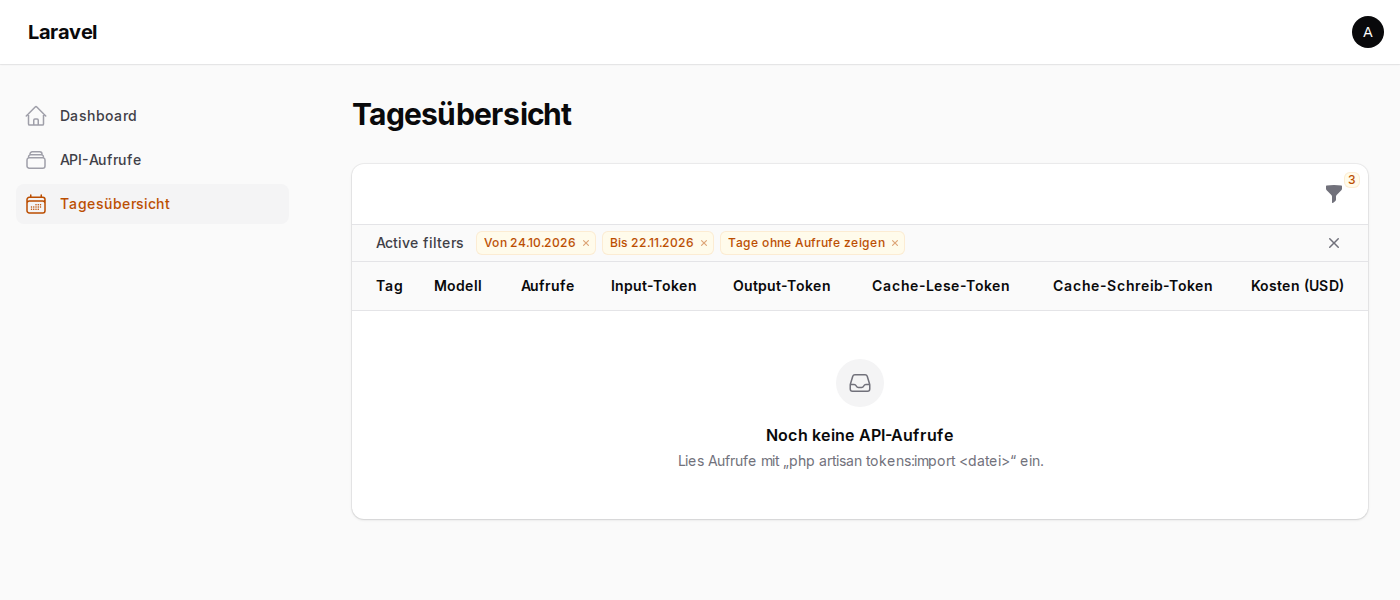 Laravel
A
Dashboard
API-Aufrufe
Tagesübersicht
Tagesübersicht
3
Active filters Von 24.10.2026 × Bis 22.11.2026 × Tage ohne Aufrufe zeigen ×
Tag Modell Aufrufe Input-Token Output-Token Cache-Lese-Token Cache-Schreib-Token Kosten (USD)
Noch keine API-Aufrufe
Lies Aufrufe mit „php artisan tokens:import <datei>“ ein.